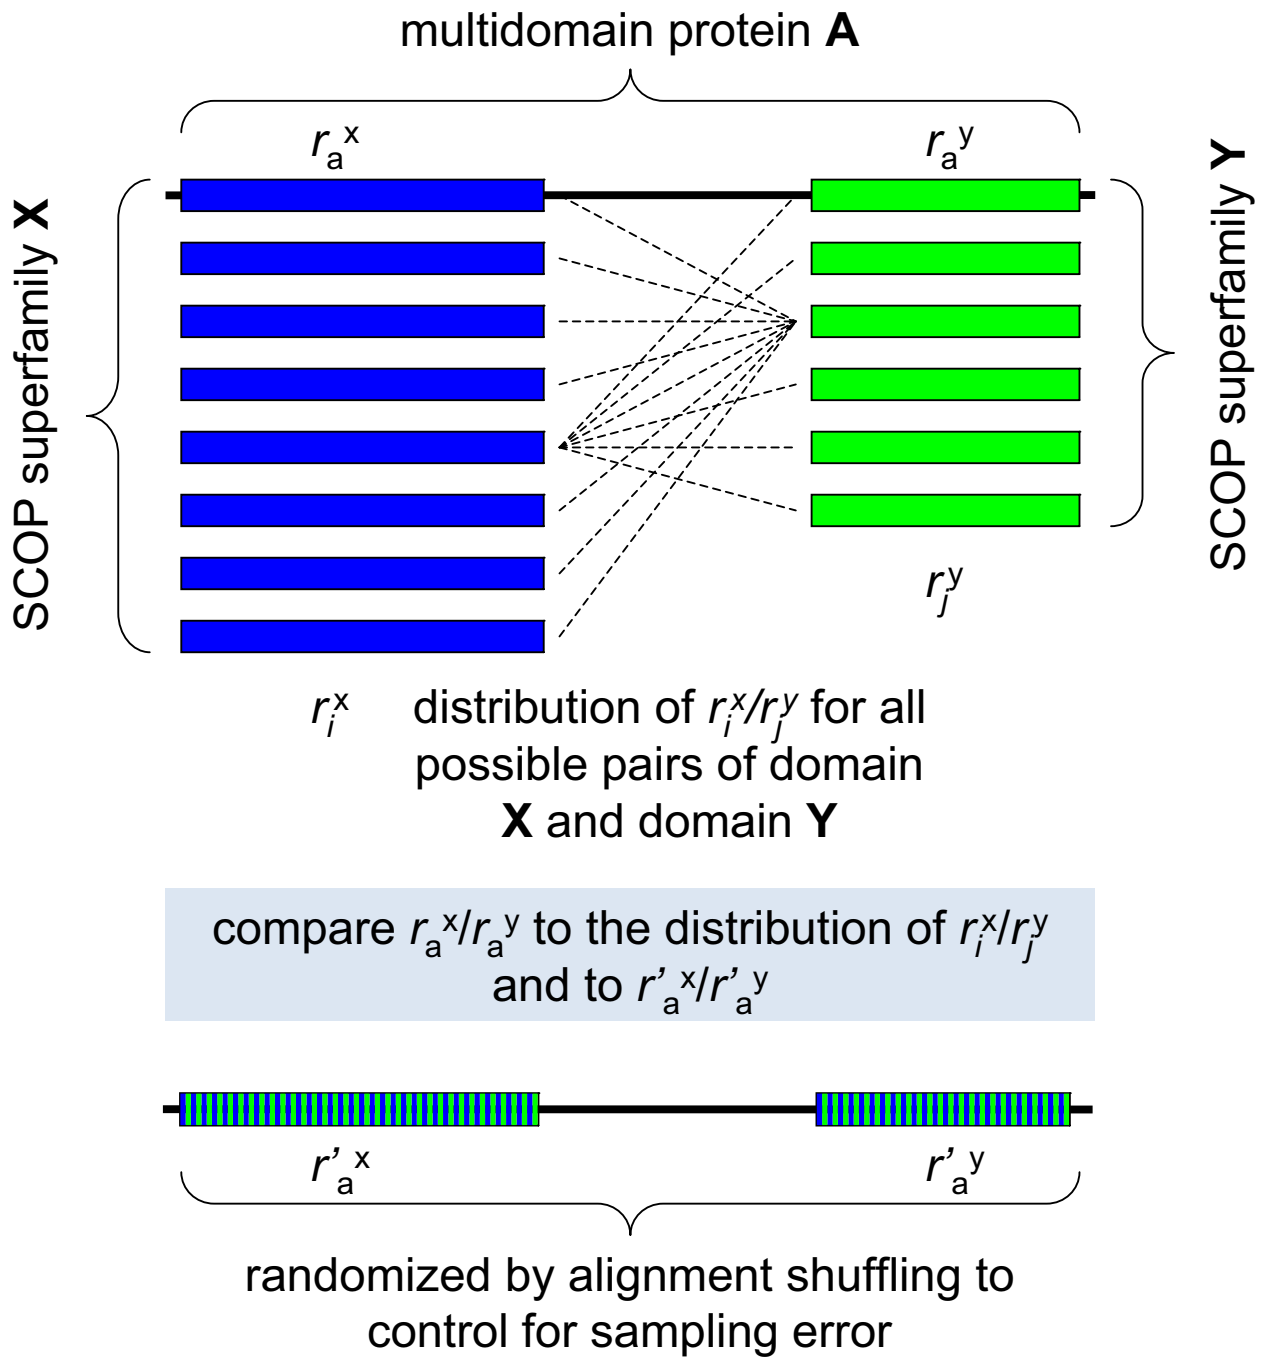 multidomain protein A
r_a^x
r_a^y
SCOP superfamily X
SCOP superfamily Y
r_j^y
r_i^x
distribution of r_i^x/r_j^y for all
possible pairs of domain
X and domain Y
compare r_a^x/r_a^y to the distribution of r_i^x/r_j^y
and to r’_a^x/r’_a^y
r’_a^x
r’_a^y
randomized by alignment shuffling to
control for sampling error